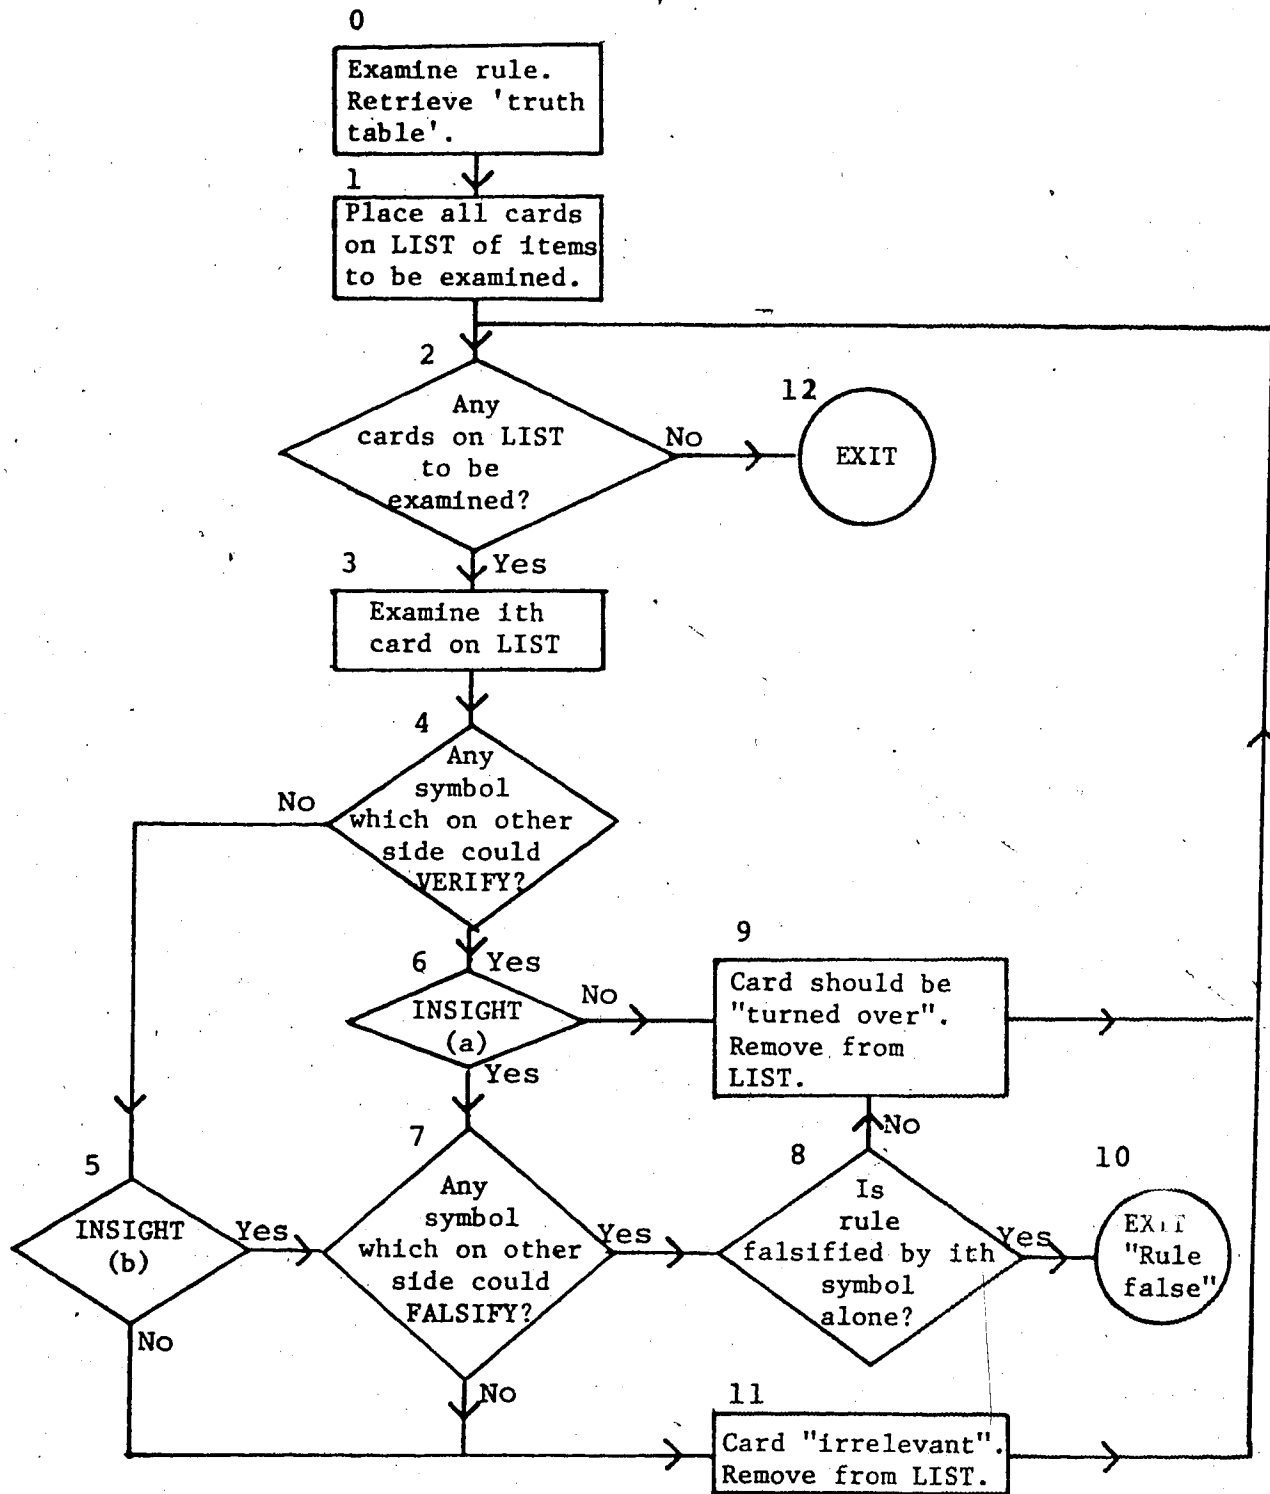 0
Examine rule.
Retrieve 'truth
table'.
1
Place all cards
on LIST of items
to be examined.
2
Any
cards on LIST
to be
examined?
No
12
EXIT
Yes
3
Examine ith
card on LIST
4
Any
symbol
which on other
side could
VERIFY?
No
Yes
6
INSIGHT
(a)
No
Yes
9
Card should be
"turned over".
Remove from
LIST.
5
INSIGHT
(b)
Yes
No
7
Any
symbol
which on other
side could
FALSIFY?
Yes
No
8
Is
rule
falsified by ith
symbol
alone?
No
Yes
10
EXIT
"Rule
false"
11
Card "irrelevant".
Remove from LIST.